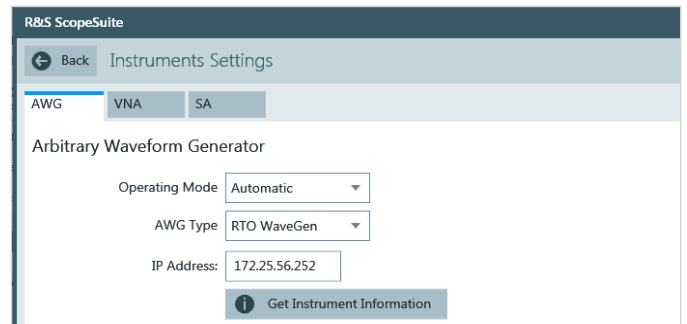 R&S ScopeSuite
Back Instruments Settings
AWG VNA SA
Arbitrary Waveform Generator
Operating Mode Automatic
AWG Type RTO WaveGen
IP Address: 172.25.56.252
Get Instrument Information